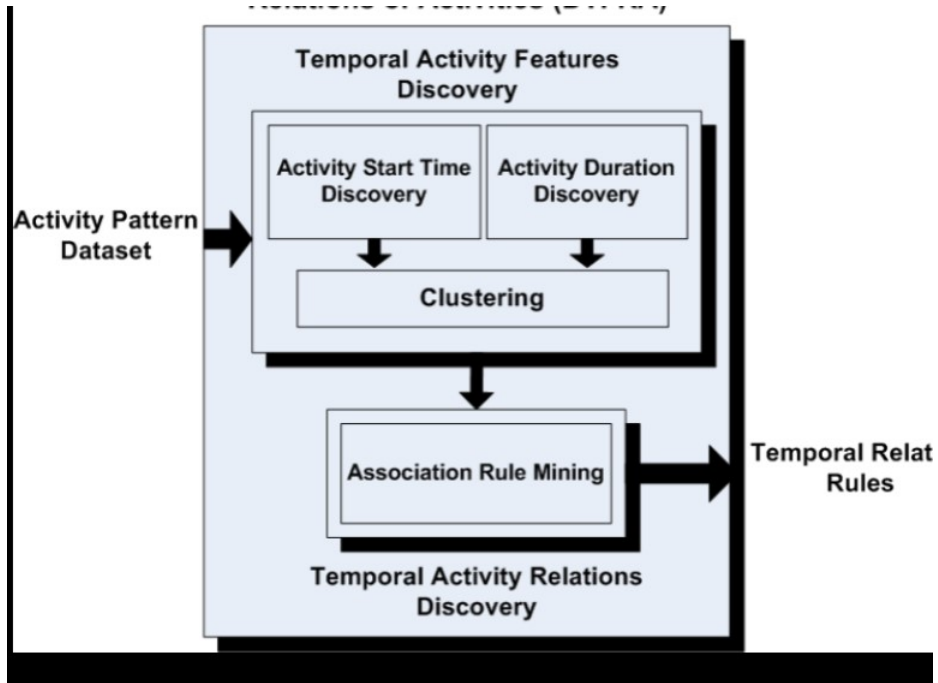 Temporal Activity Features
Discovery
Activity Start Time
Discovery
Activity Duration
Discovery
Activity Pattern
Dataset
Clustering
Association Rule Mining
Temporal Relat
Rules
Temporal Activity Relations
Discovery